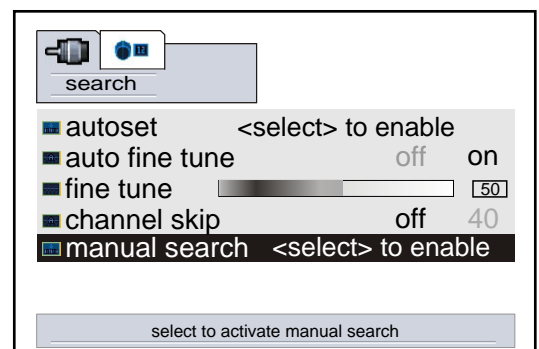 search
autoset <select> to enable
auto fine tune off on
fine tune 50
channel skip off 40
manual search <select> to enable
select to activate manual search